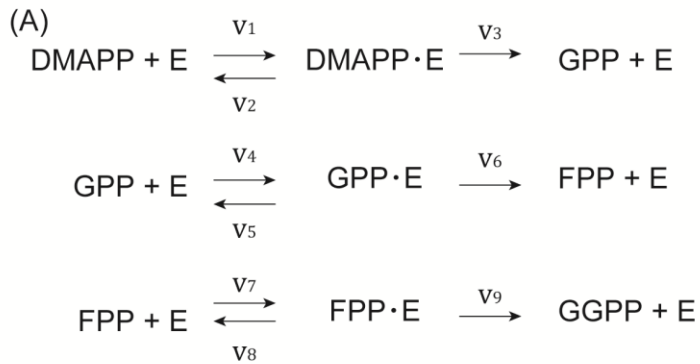 (A)
v1 v3
DMAPP + E DMAPP·E GPP + E
v2
v4 v6
GPP + E GPP·E FPP + E
v5
v7 v9
FPP + E FPP·E GGPP + E
v8